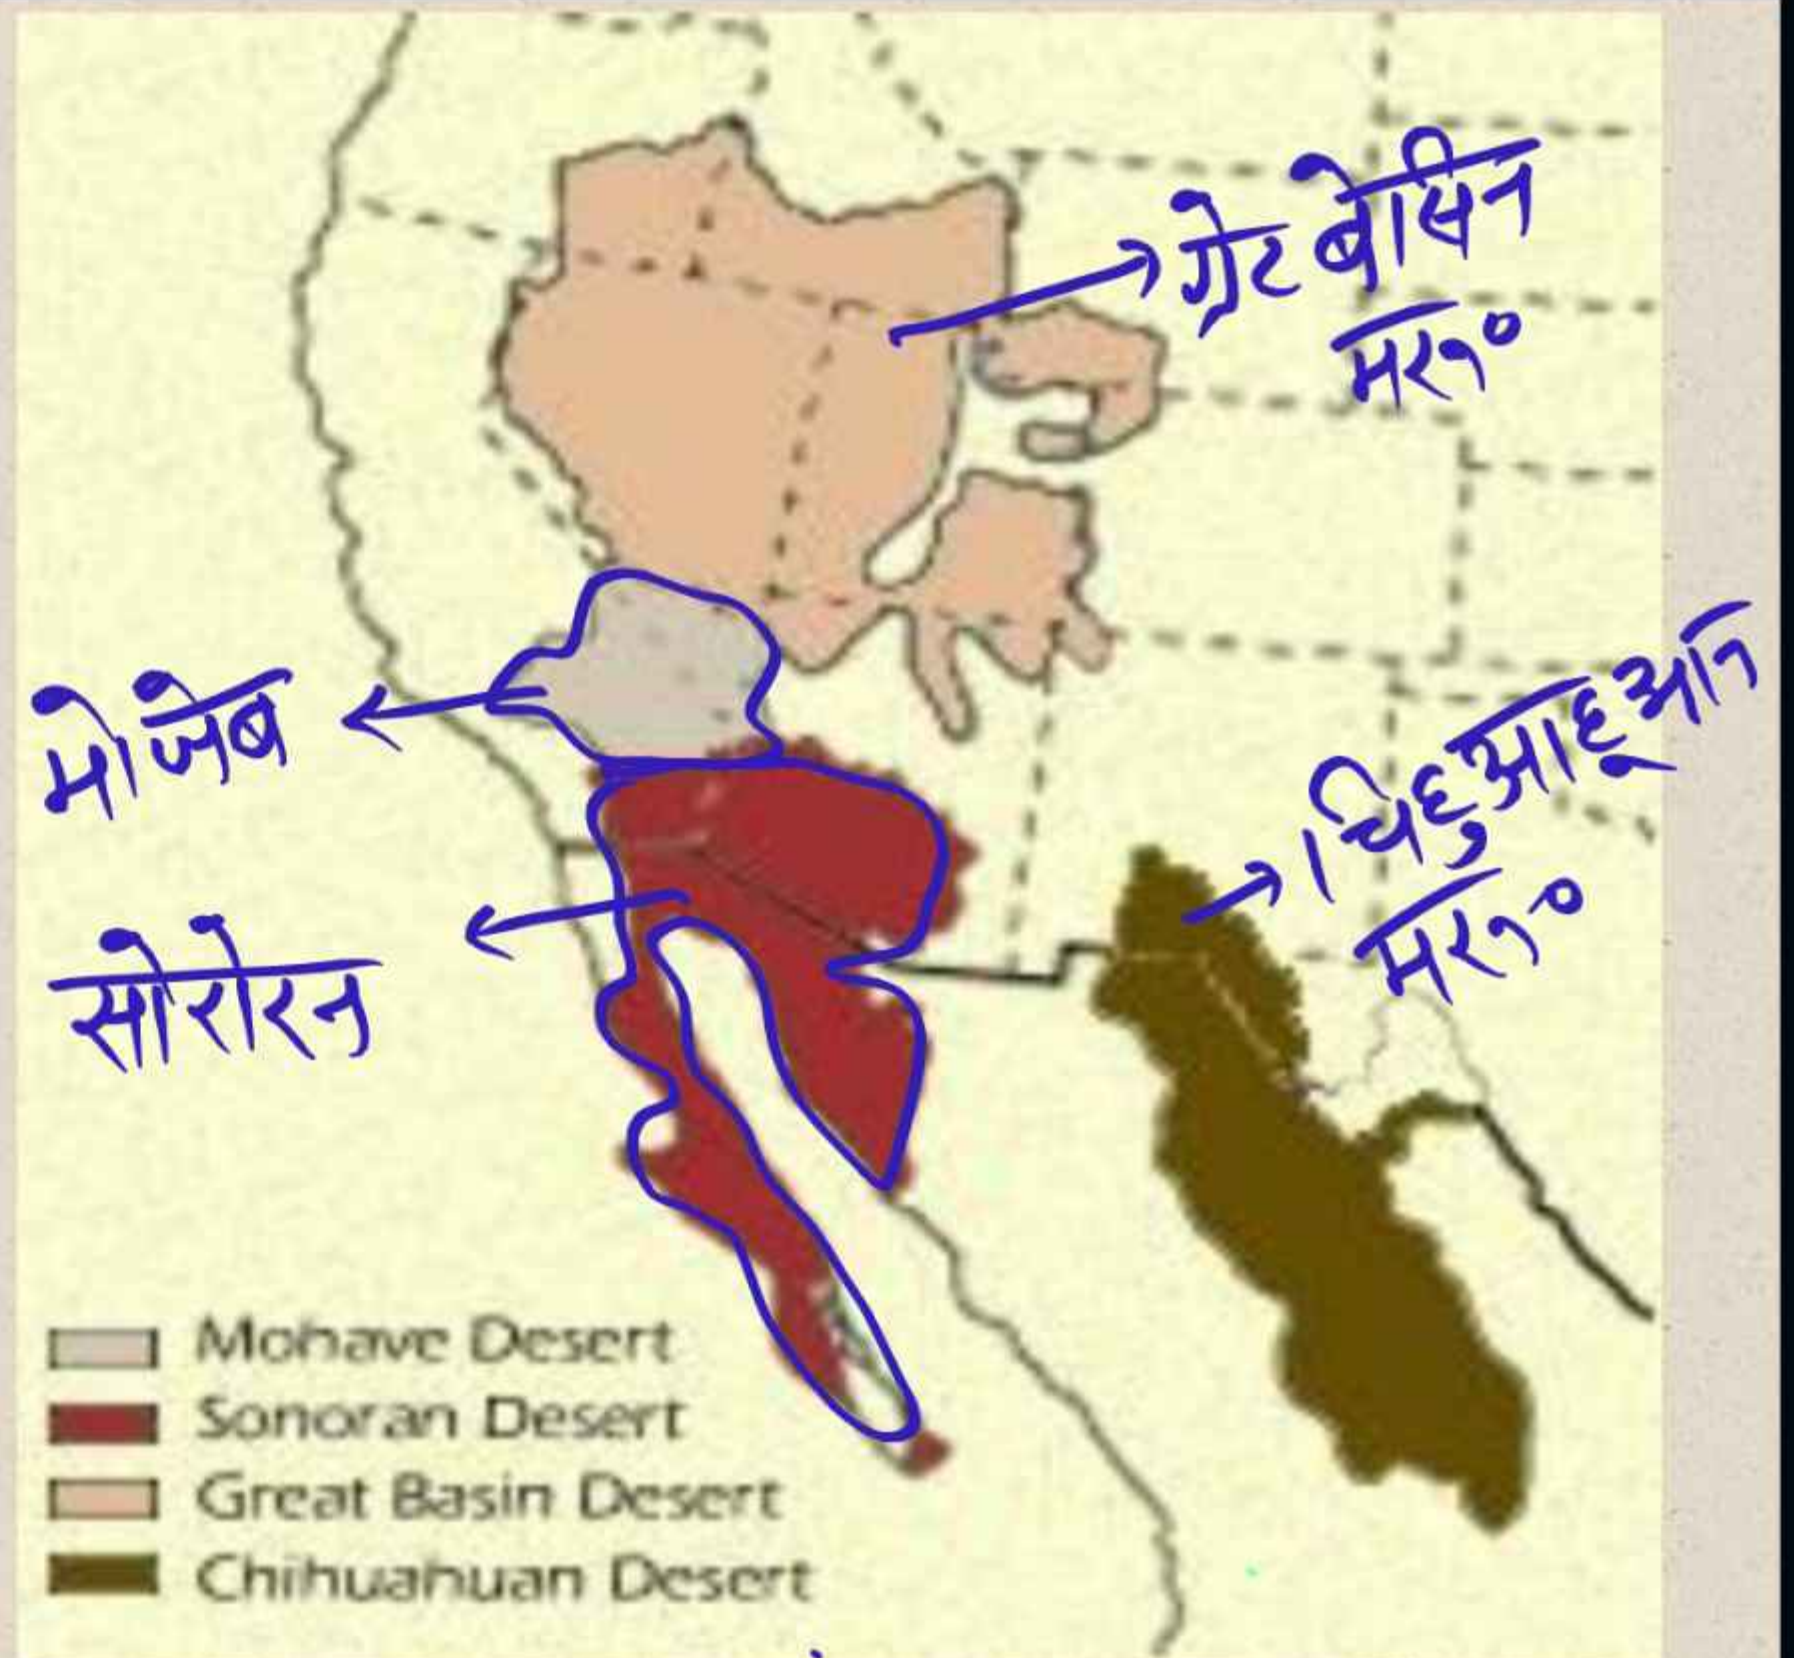 ग्रेट बेसिन
मरु०
मोजेब
चिहुआहूआन
मरु०
सोरोरन
Mohave Desert
Sonoran Desert
Great Basin Desert
Chihuahuan Desert